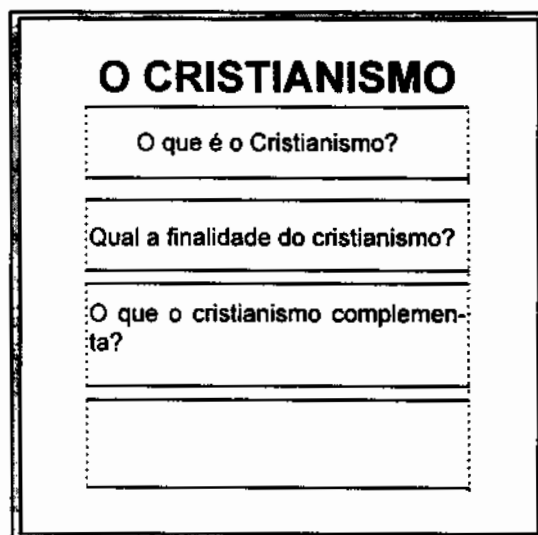 O CRISTIANISMO
O que é o Cristianismo?
Qual a finalidade do cristianismo?
O que o cristianismo complemen-
ta?